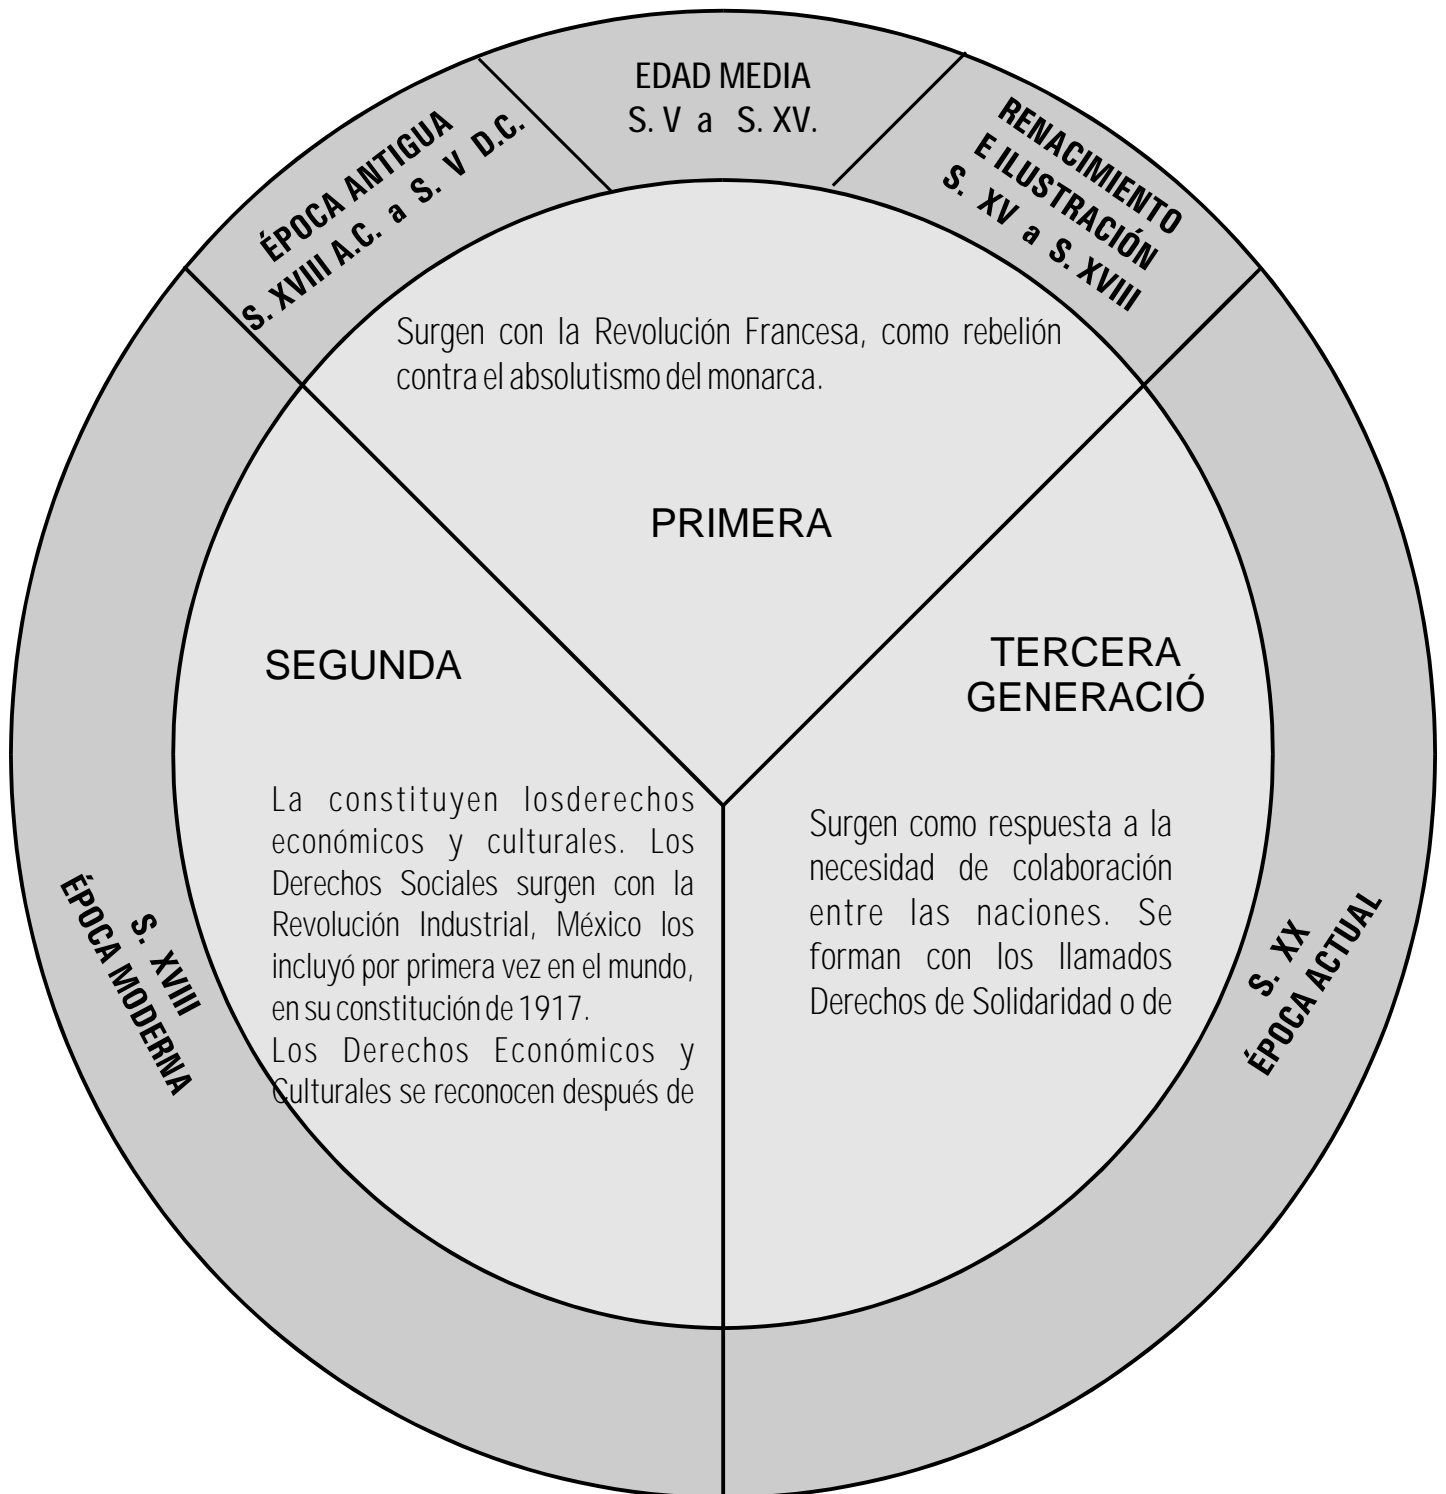 EDAD MEDIA
S. V a S. XV.
ÉPOCA ANTIGUA
S. XVIII A.C. a S. V D.C.
RENACIMIENTO
E ILUSTRACIÓN
S. XV a S. XVIII
Surgen con la Revolución Francesa, como rebelión
contra el absolutismo del monarca.
PRIMERA
SEGUNDA
La constituyen losderechos
económicos y culturales. Los
Derechos Sociales surgen con la
Revolución Industrial, México los
incluyó por primera vez en el mundo,
en su constitución de 1917.
Los Derechos Económicos y
Culturales se reconocen después de
TERCERA
GENERACIÓ
Surgen como respuesta a la
necesidad de colaboración
entre las naciones. Se
forman con los llamados
Derechos de Solidaridad o de
S. XVIII
ÉPOCA MODERNA
S. XX
ÉPOCA ACTUAL